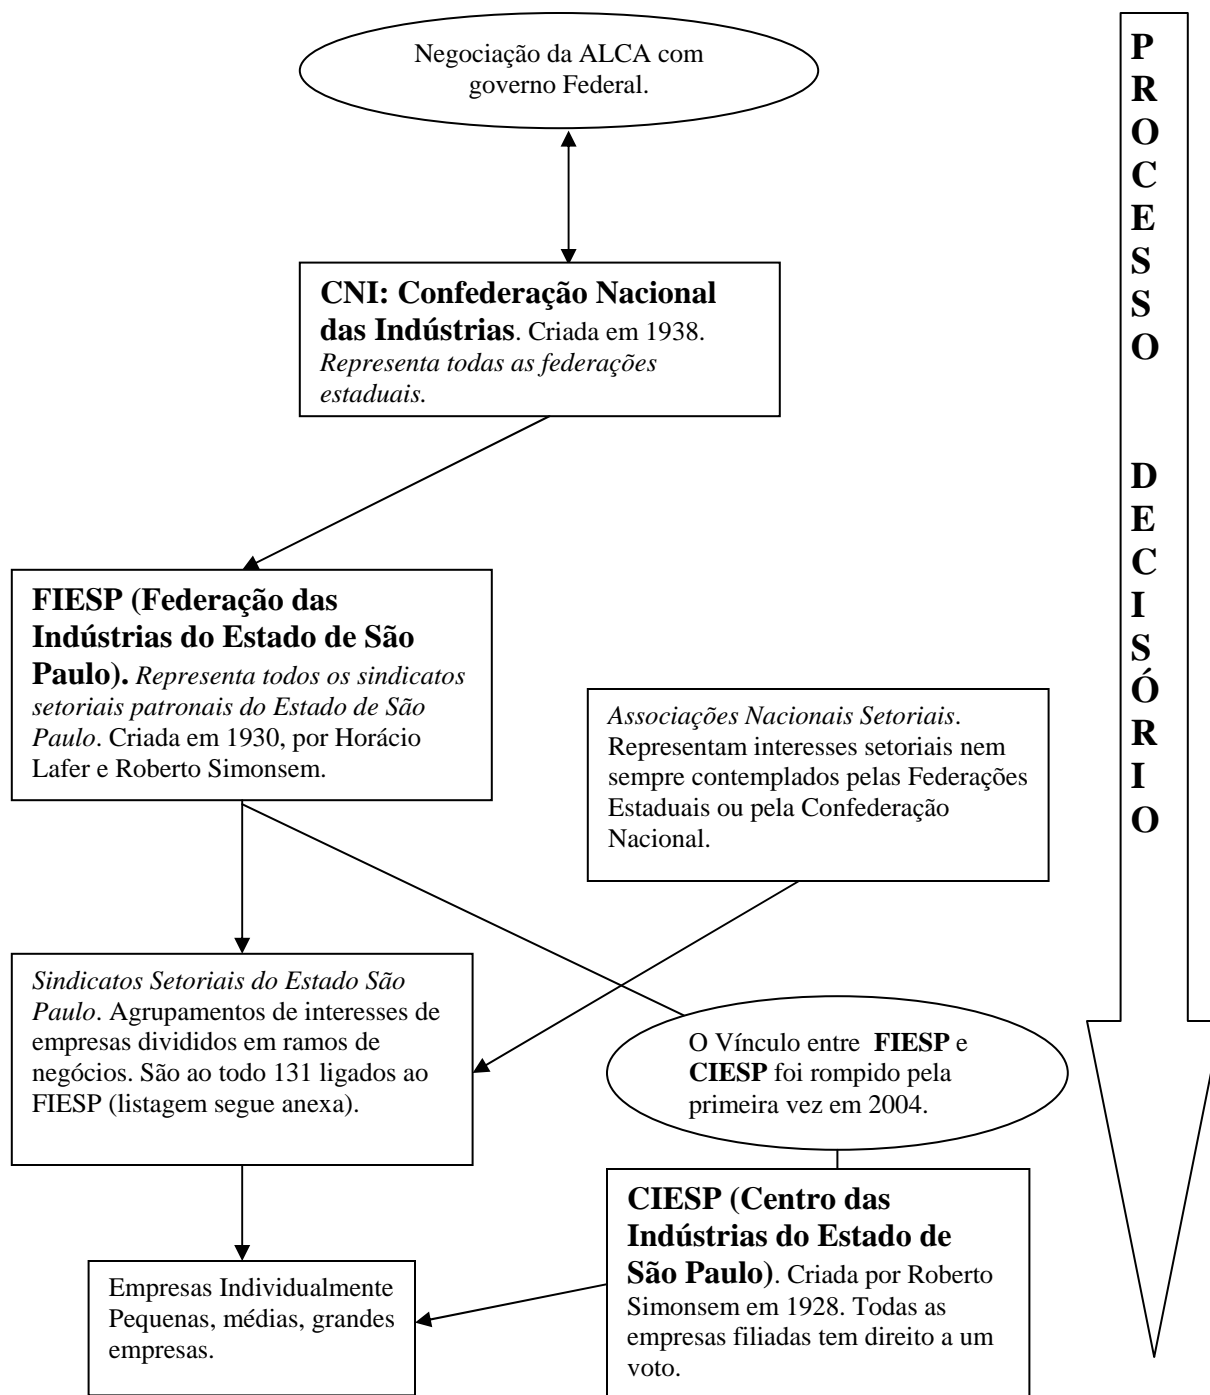 Negociação da ALCA com
governo Federal.
CNI: Confederação Nacional
das Indústrias. Criada em 1938.
Representa todas as federações
estaduais.
FIESP (Federação das
Indústrias do Estado de São
Paulo). Representa todos os sindicatos
setoriais patronais do Estado de São
Paulo. Criada em 1930, por Horácio
Lafer e Roberto Simonsem.
Associações Nacionais Setoriais.
Representam interesses setoriais nem
sempre contemplados pelas Federações
Estaduais ou pela Confederação
Nacional.
Sindicatos Setoriais do Estado São
Paulo. Agrupamentos de interesses de
empresas divididos em ramos de
negócios. São ao todo 131 ligados ao
FIESP (listagem segue anexa).
O Vínculo entre FIESP e
CIESP foi rompido pela
primeira vez em 2004.
CIESP (Centro das
Indústrias do Estado de
São Paulo). Criada por Roberto
Simonsem em 1928. Todas as
empresas filiadas tem direito a um
voto.
Empresas Individualmente
Pequenas, médias, grandes
empresas.
PROCESSO DECISÓRIO